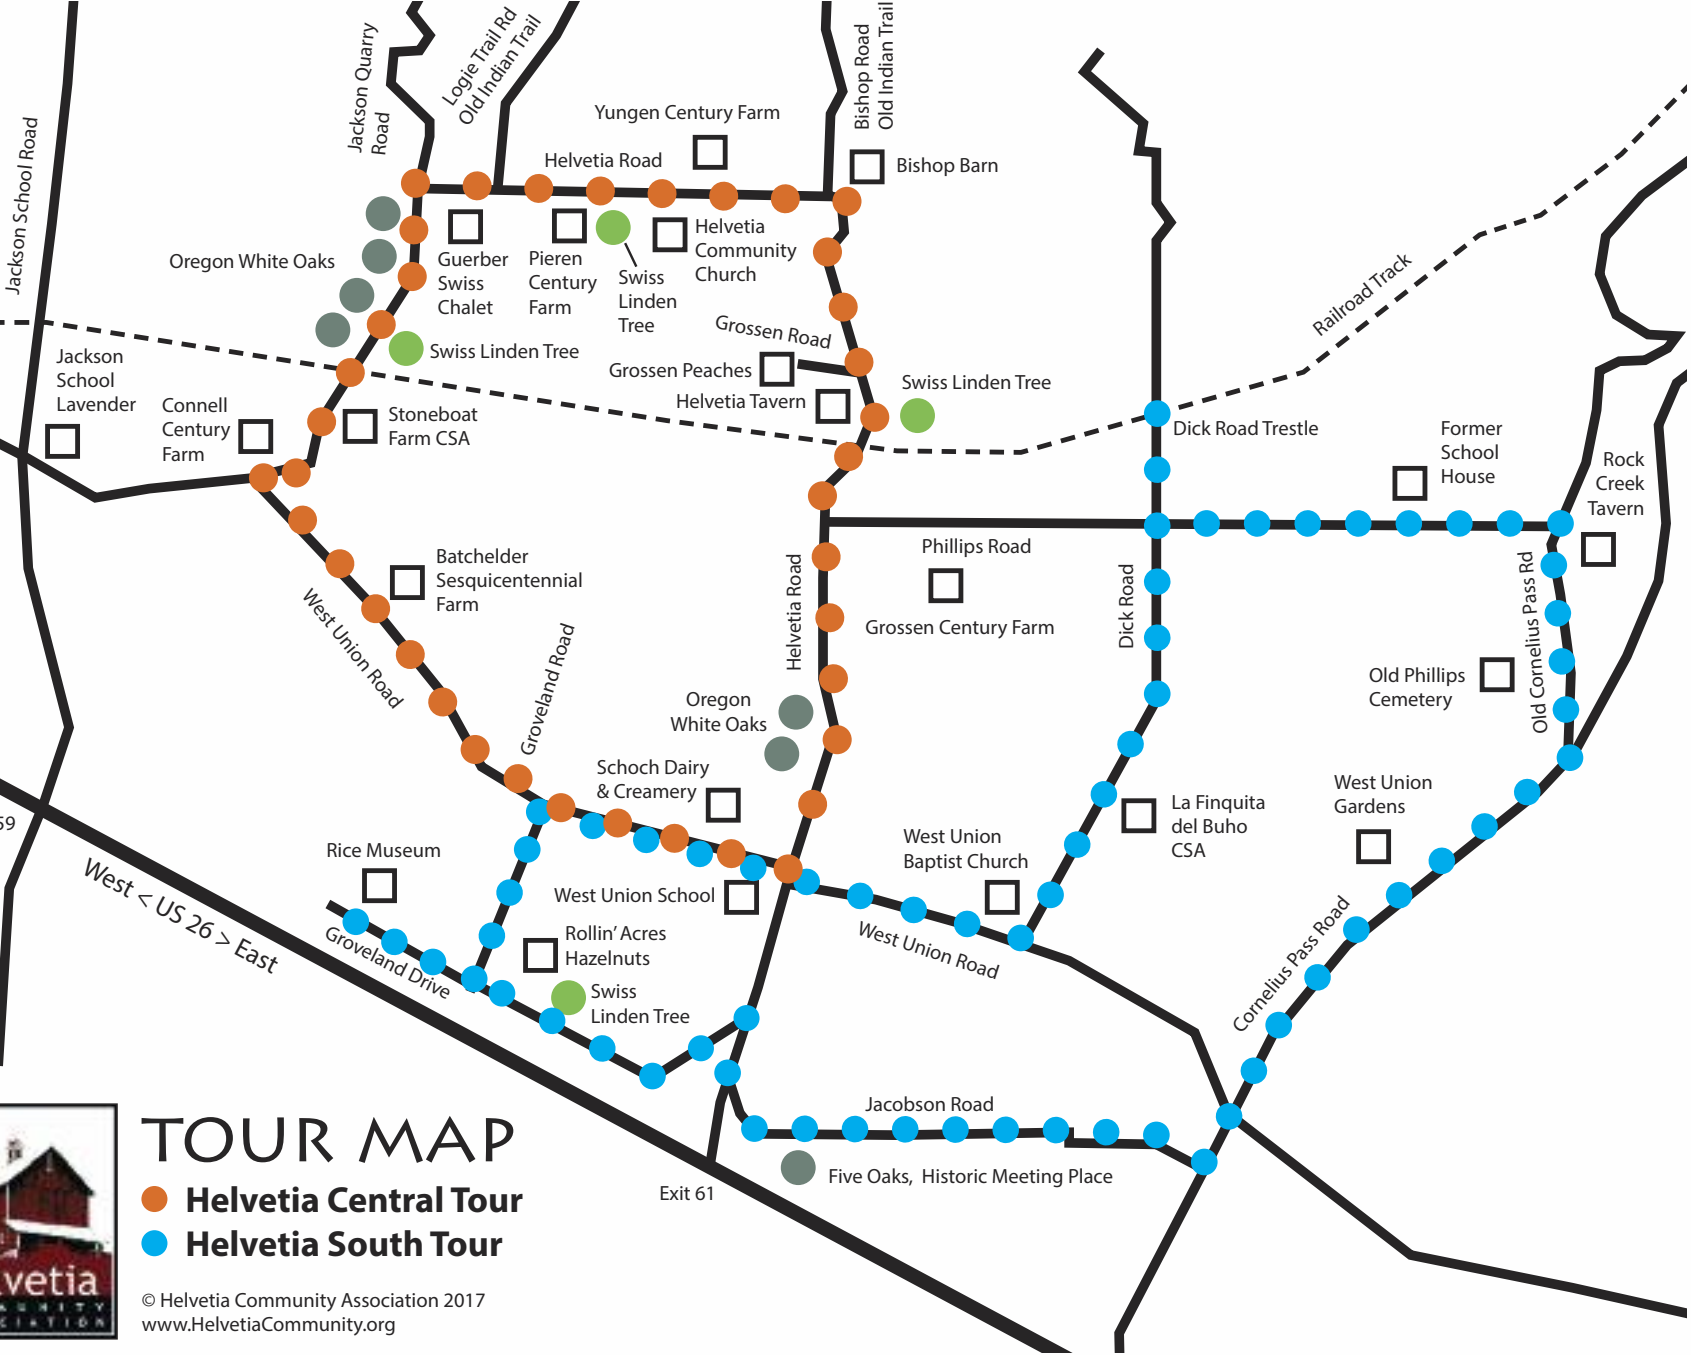 Jackson School Road
Jackson Quarry
Road
Logie Trail Rd
Old Indian Trail
Bishop Road
Old Indian Trail
Yungen Century Farm
Helvetia Road
Bishop Barn
Oregon White Oaks
Guerber
Swiss
Chalet
Pieren
Century
Farm
Swiss
Linden
Tree
Helvetia
Community
Church
Railroad Track
Grossen Road
Swiss Linden Tree
Grossen Peaches
Helvetia Tavern
Swiss Linden Tree
Jackson
School
Lavender
Connell
Century
Farm
Stoneboat
Farm CSA
Dick Road Trestle
Former
School
House
Rock
Creek
Tavern
Batchelder
Sesquicentennial
Farm
West Union Road
Groveland Road
Helvetia Road
Phillips Road
Grossen Century Farm
Dick Road
Old Cornelius Pass Rd
Old Phillips
Cemetery
Oregon
White Oaks
Schoch Dairy
& Creamery
West Union
Gardens
La Finquita
del Buho
CSA
West Union
Baptist Church
59
Rice Museum
West < US 26 > East
Groveland Drive
West Union School
Rollin' Acres
Hazelnuts
Swiss
Linden Tree
West Union Road
Cornelius Pass Road
Jacobson Road
Five Oaks, Historic Meeting Place
Exit 61
TOUR MAP
Helvetia Central Tour
Helvetia South Tour
© Helvetia Community Association 2017
www.HelvetiaCommunity.org
lvetia